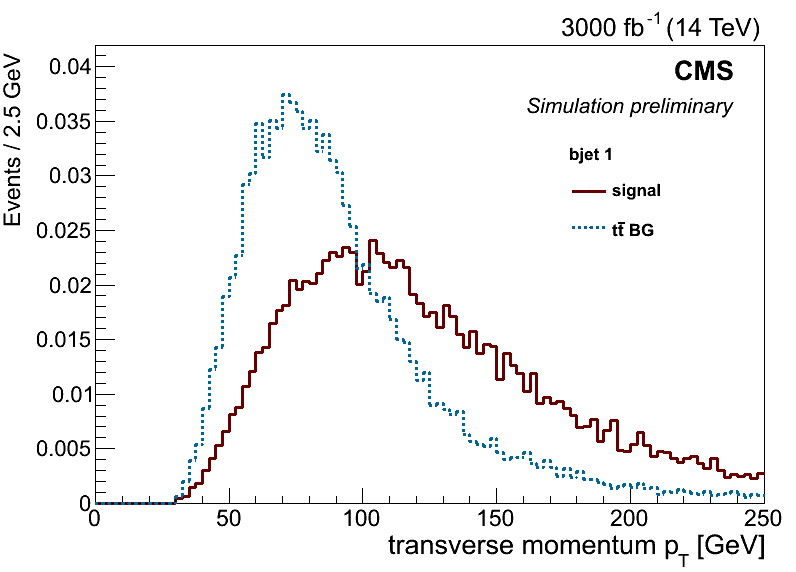 3000 fb⁻¹ (14 TeV)
CMS
Simulation preliminary
bjet 1
signal
tt̄ BG
Events / 2.5 GeV
0.04
0.035
0.03
0.025
0.02
0.015
0.01
0.005
0
0 50 100 150 200 250
transverse momentum p_T [GeV]